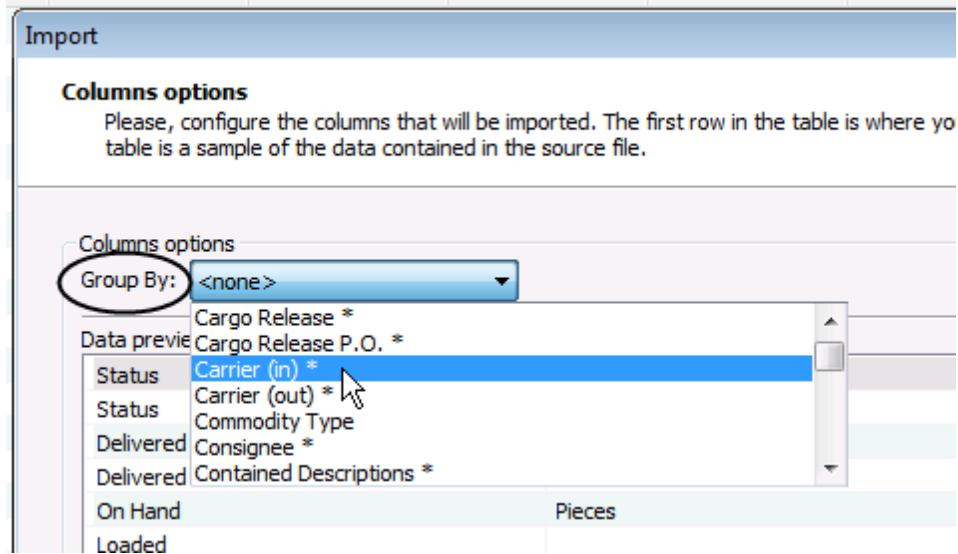 Import
Columns options
Please, configure the columns that will be imported. The first row in the table is where
table is a sample of the data contained in the source file.
Columns options
Group By: <none>
Cargo Release *
Data Cargo Release P.O. *
Status Carrier (in) *
Carrier (out) *
Status Commodity Type
Delivered Consignee *
Delivered Contained Descriptions *
On Hand Pieces
Loaded